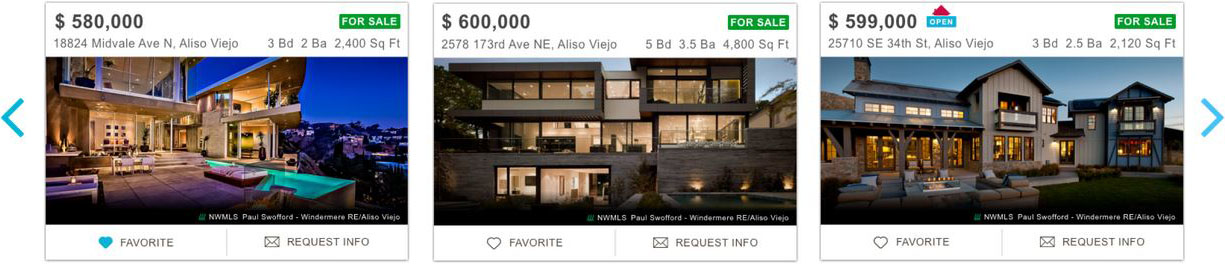 $ 580,000
FOR SALE
18824 Midvale Ave N, Aliso Viejo 3 Bd 2 Ba 2,400 Sq Ft
NWMLS Paul Swofford - Windermere RE/Aliso Viejo
FAVORITE
REQUEST INFO
$ 600,000
FOR SALE
2578 173rd Ave NE, Aliso Viejo 5 Bd 3.5 Ba 4,800 Sq Ft
NWMLS Paul Swofford - Windermere RE/Aliso Viejo
FAVORITE
REQUEST INFO
$ 599,000
OPEN
FOR SALE
25710 SE 34th St, Aliso Viejo 3 Bd 2.5 Ba 2,120 Sq Ft
NWMLS Paul Swofford - Windermere RE/Aliso Viejo
FAVORITE
REQUEST INFO